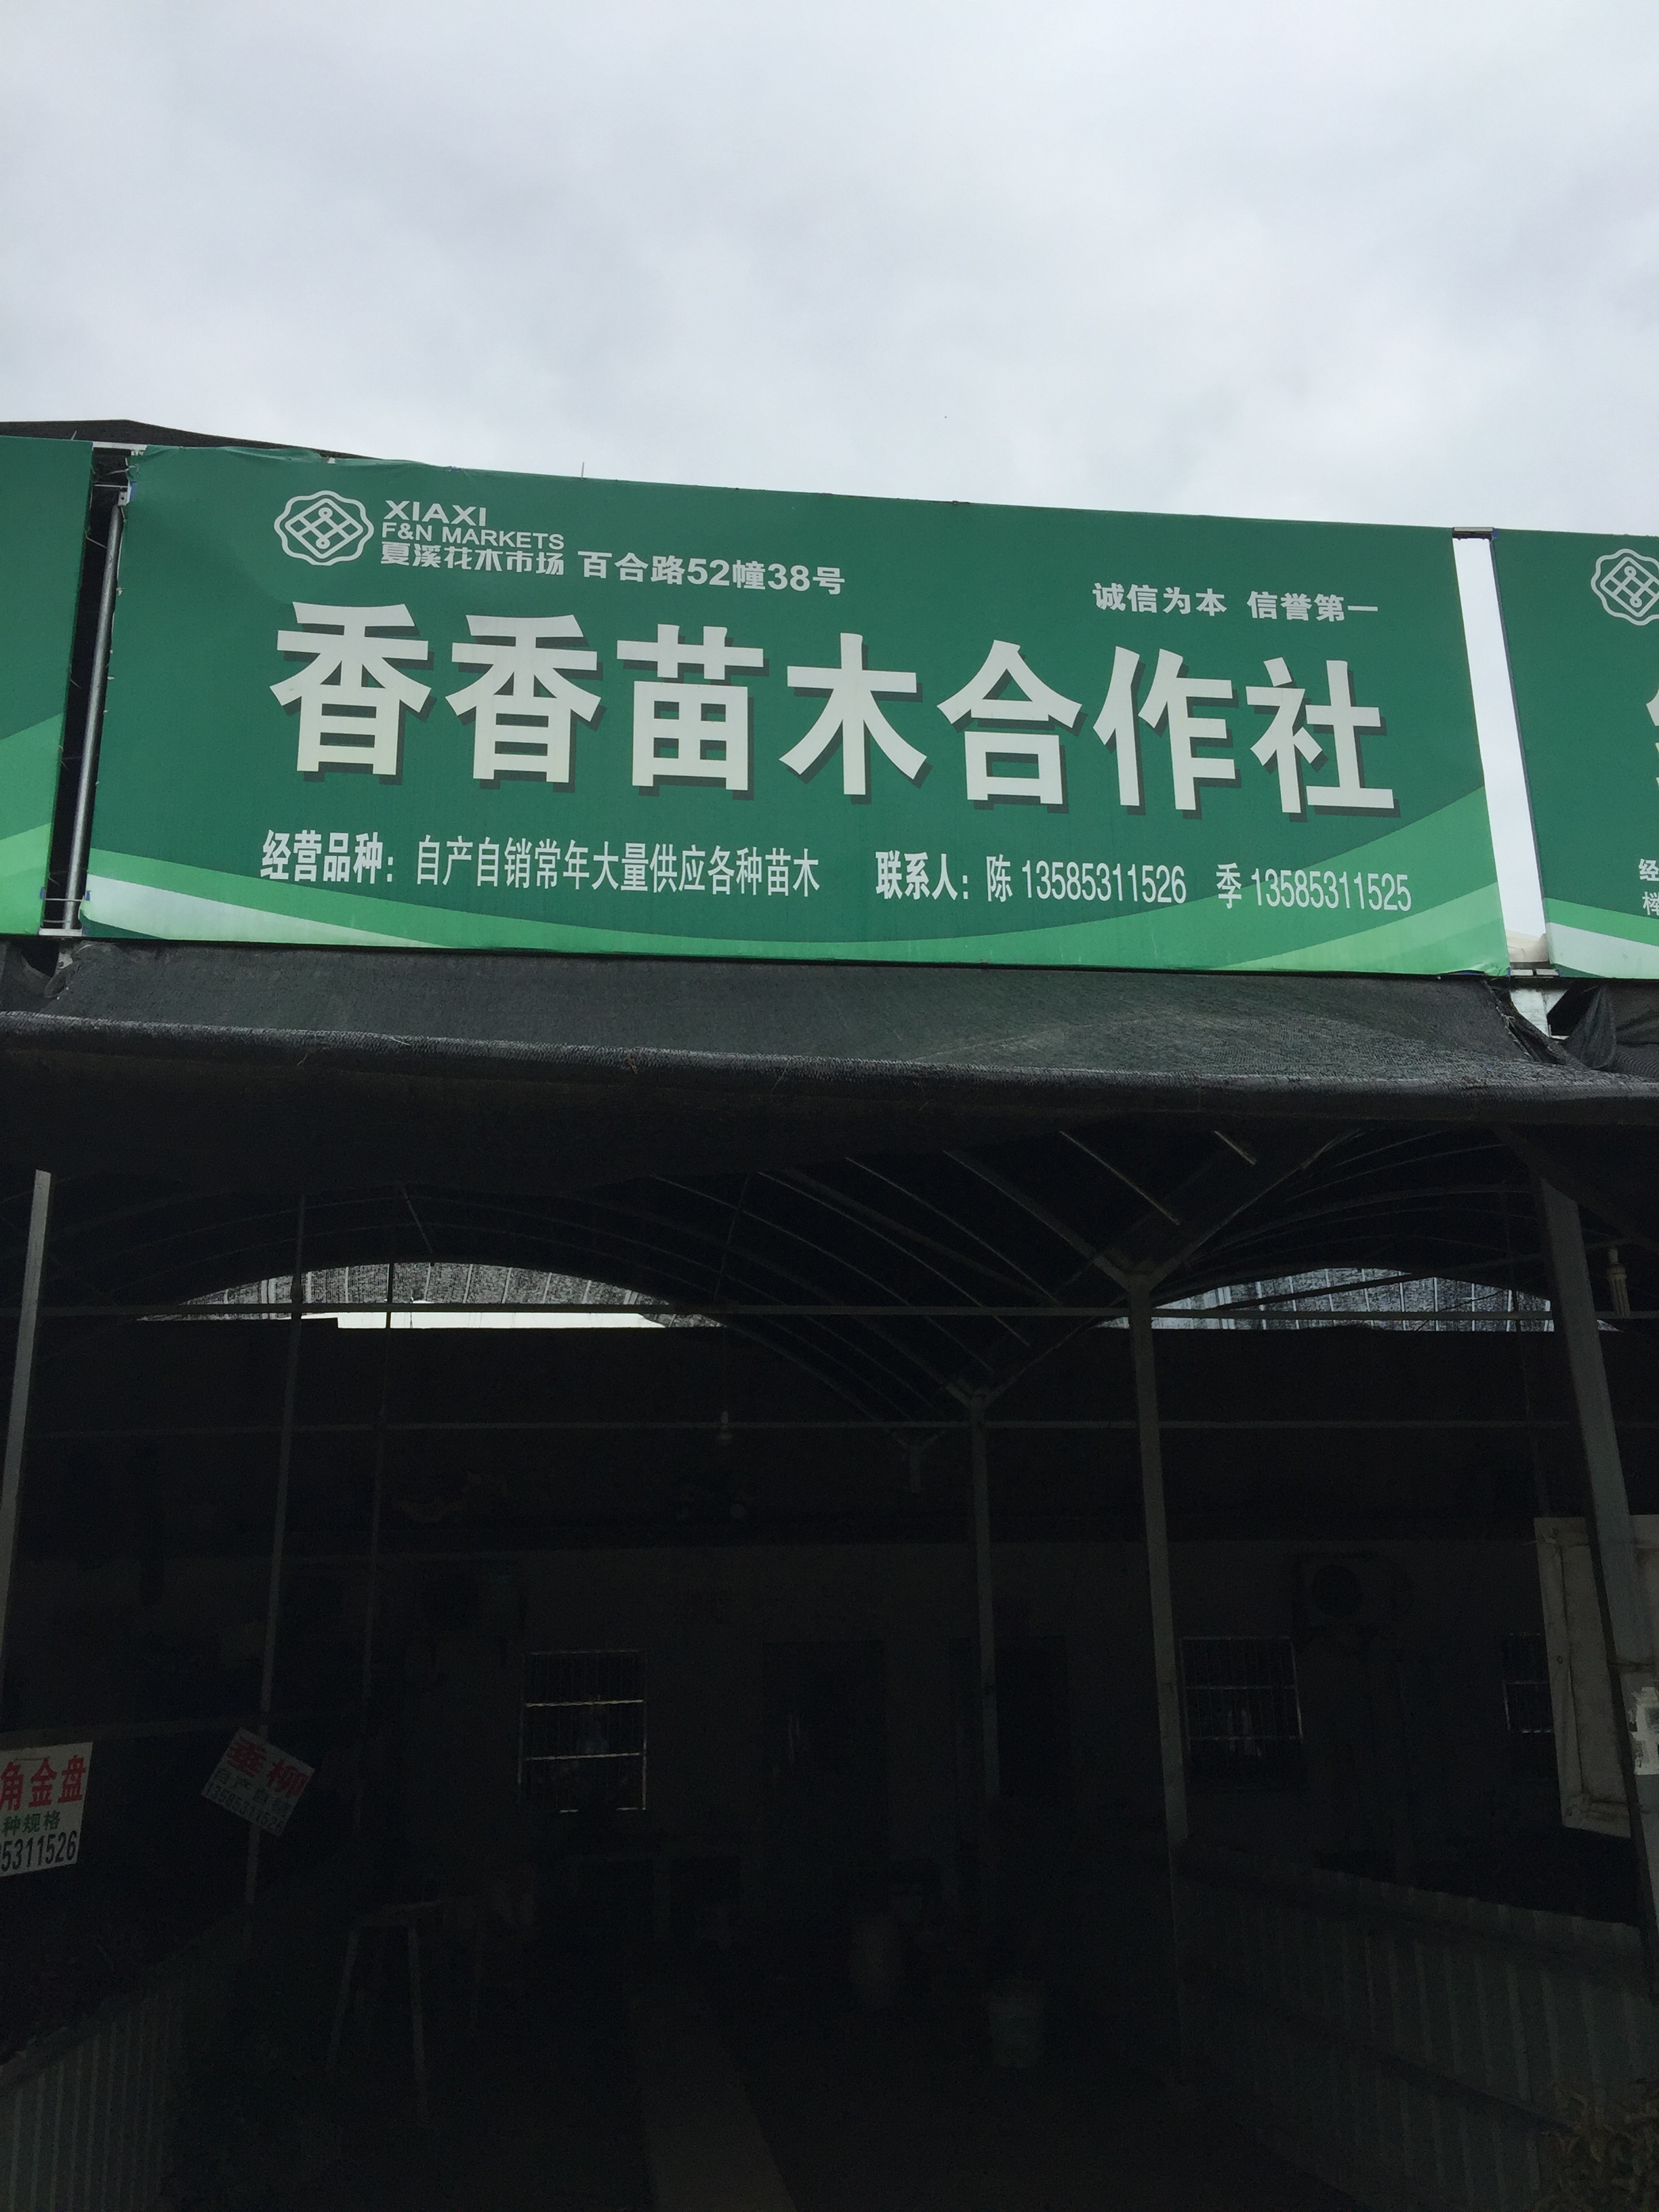 XIAXI
F&N MARKETS
夏溪花木市场 百合路52幢38号
诚信为本 信誉第一
香香苗木合作社
经营品种：自产自销常年大量供应各种苗木 联系人：陈 13585311526 季 13585311525
经
角金盘
种规格
5311526
垂柳